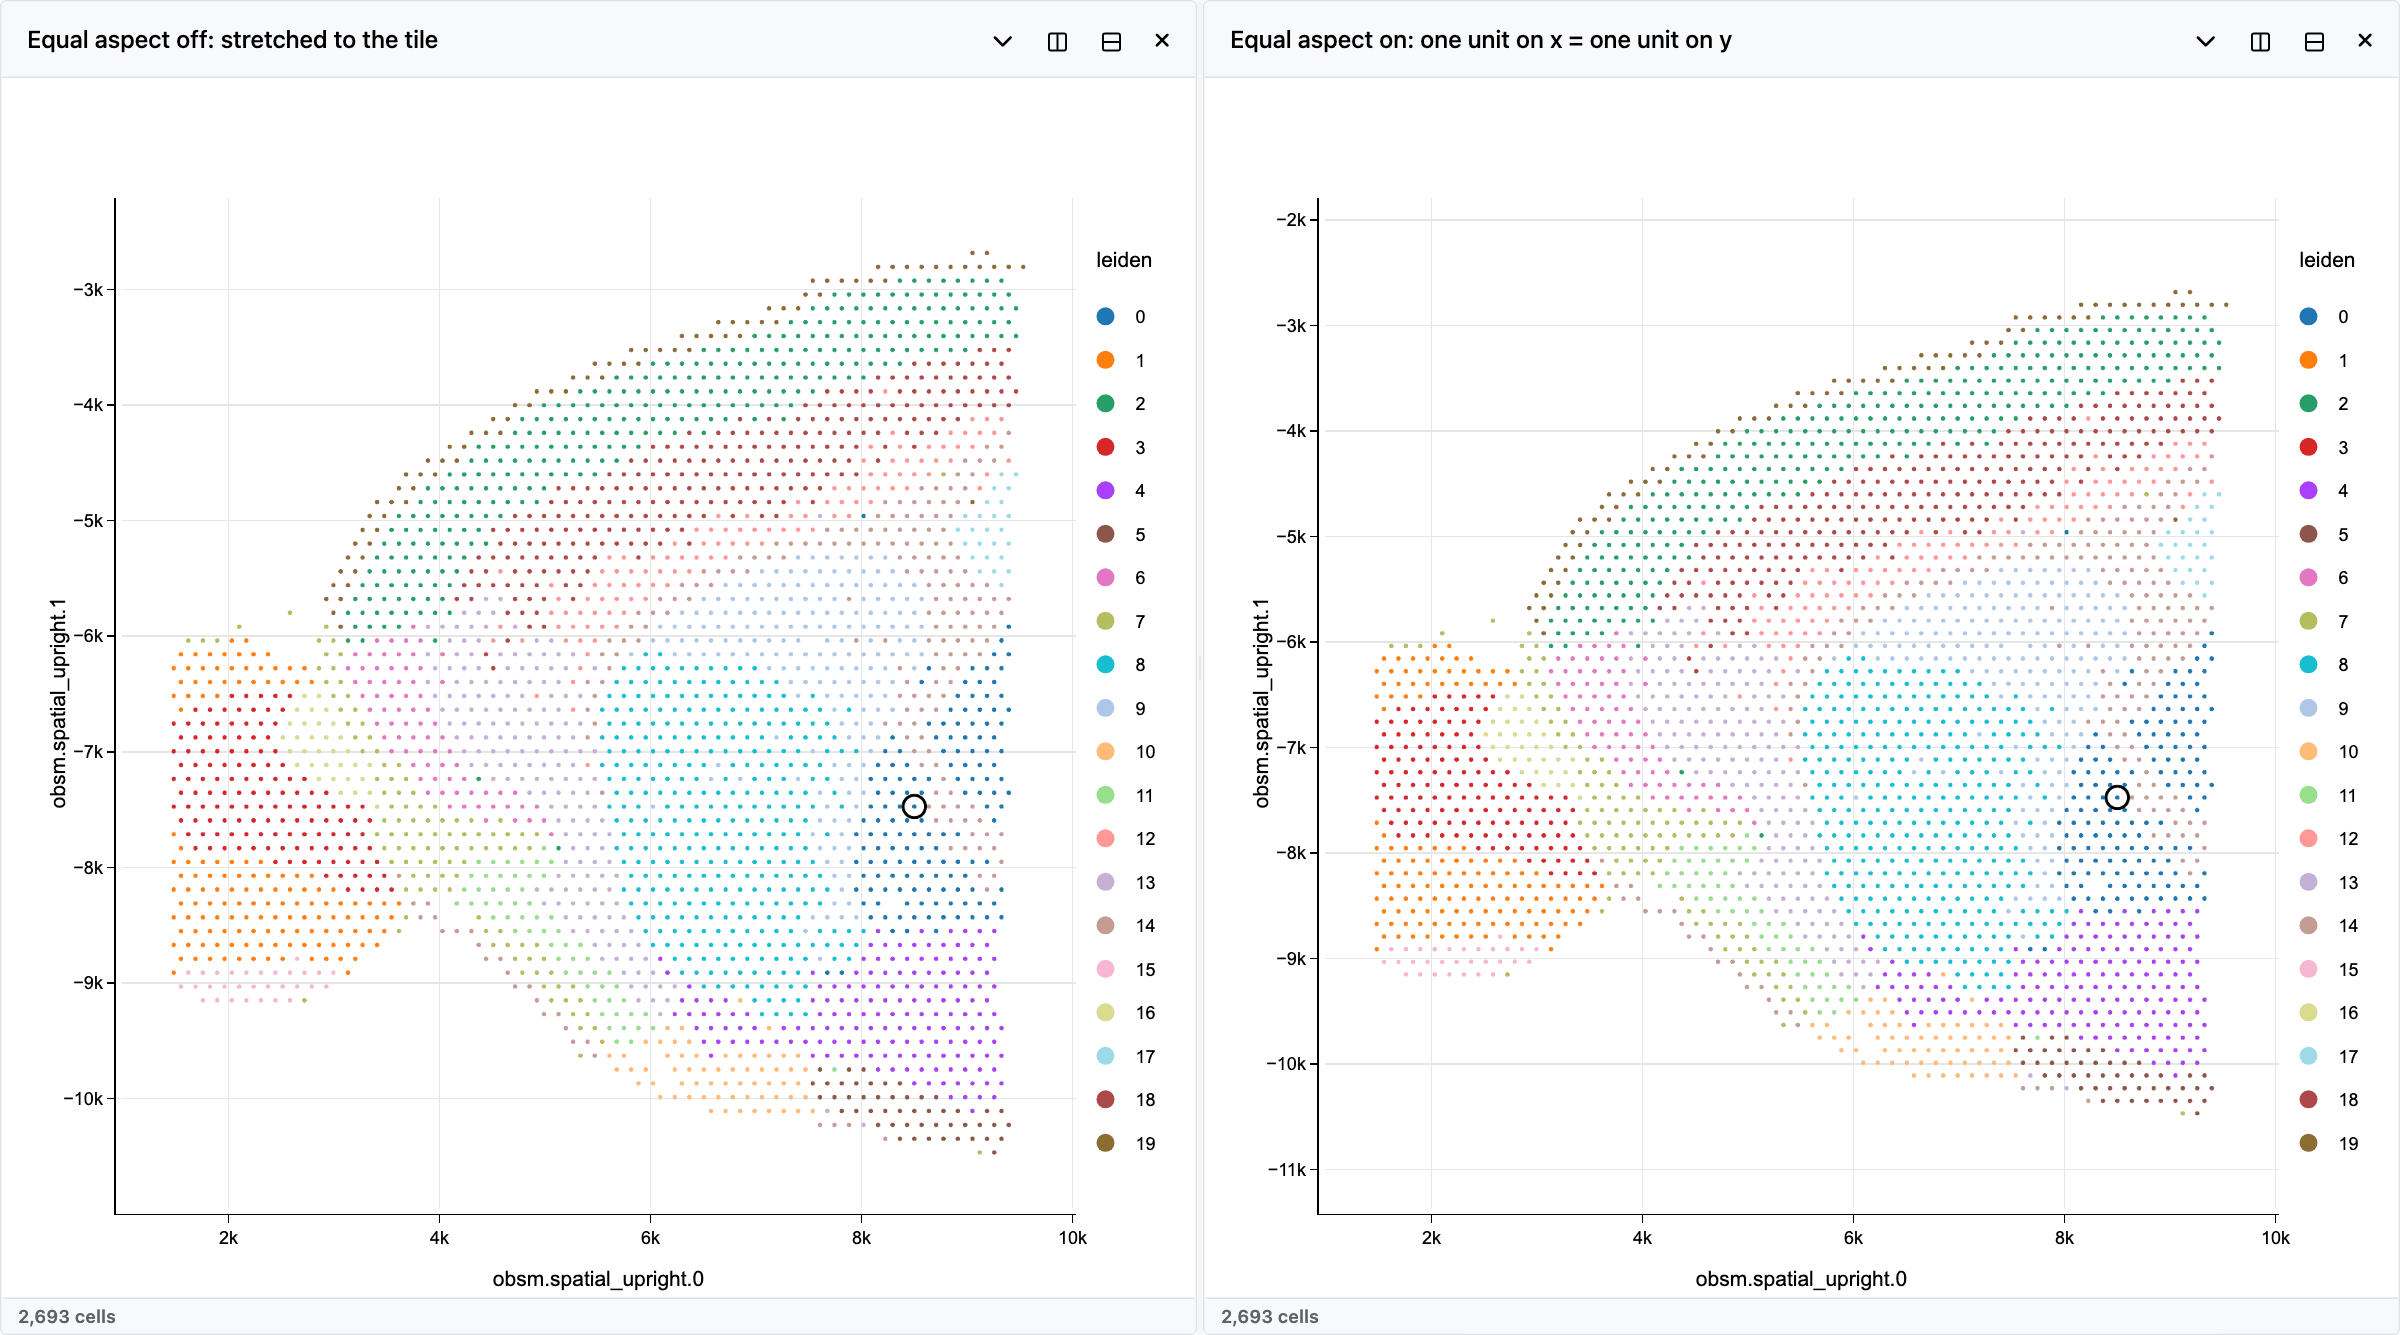 Equal aspect off: stretched to the tile
obsm.spatial_upright.1
−3k
−4k
−5k
−6k
−7k
−8k
−9k
−10k
2k
4k
6k
8k
10k
obsm.spatial_upright.0
leiden
0
1
2
3
4
5
6
7
8
9
10
11
12
13
14
15
16
17
18
19
2,693 cells
Equal aspect on: one unit on x = one unit on y
obsm.spatial_upright.1
−2k
−3k
−4k
−5k
−6k
−7k
−8k
−9k
−10k
−11k
2k
4k
6k
8k
10k
obsm.spatial_upright.0
leiden
0
1
2
3
4
5
6
7
8
9
10
11
12
13
14
15
16
17
18
19
2,693 cells